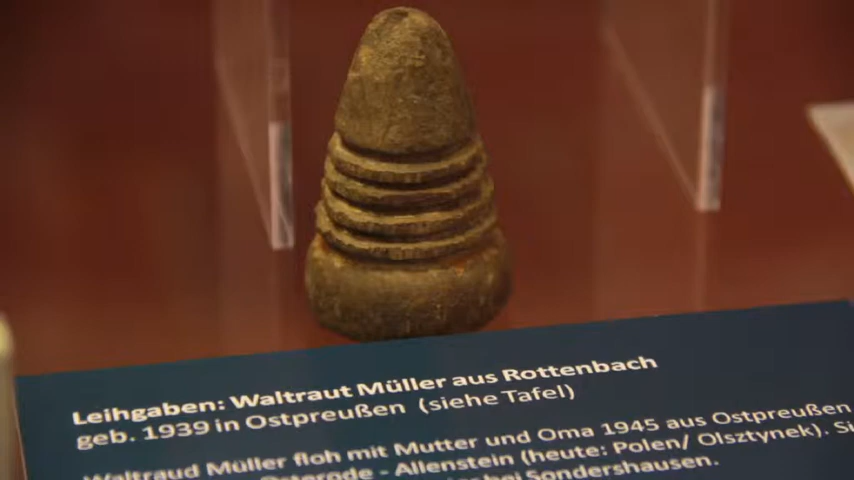 Leihgaben: Waltraut Müller aus Rottenbach
geb. 1939 in Ostpreußen (siehe Tafel)
Waltraud Müller floh mit Mutter und Oma 1945 aus Ostpreußen
Osterode - Allenstein (heute: Polen/ Olsztynek). Si
bei Sondershausen.